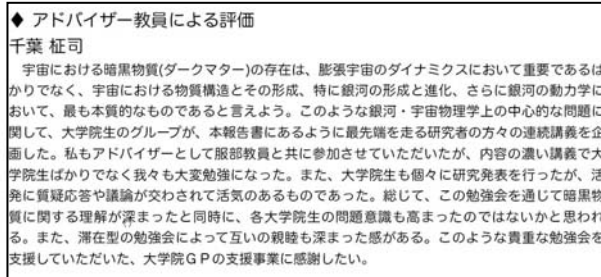 ◆ アドバイザー教員による評価
千葉 柾司
宇宙における暗黒物質(ダークマター)の存在は、膨張宇宙のダイナミクスにおいて重要であるば
かりでなく、宇宙における物質構造とその形成、特に銀河の形成と進化、さらに銀河の動力学に
おいて、最も本質的なものであると言えよう。このような銀河・宇宙物理学上の中心的な問題に
関して、大学院生のグループが、本報告書にあるように最先端を走る研究者の方々の連続講義を企
画した。私もアドバイザーとして服部教員と共に参加させていただいたが、内容の濃い講義で大
学院生ばかりでなく我々も大変勉強になった。また、大学院生も個々に研究発表を行ったが、活
発に質疑応答や議論が交わされて活気のあるものであった。総じて、この勉強会を通じて暗黒物
質に関する理解が深まったと同時に、各大学院生の問題意識も高まったのではないかと思われ
る。また、滞在型の勉強会によって互いの親睦も深まった感がある。このような貴重な勉強会を
支援していただいた、大学院GPの支援事業に感謝したい。